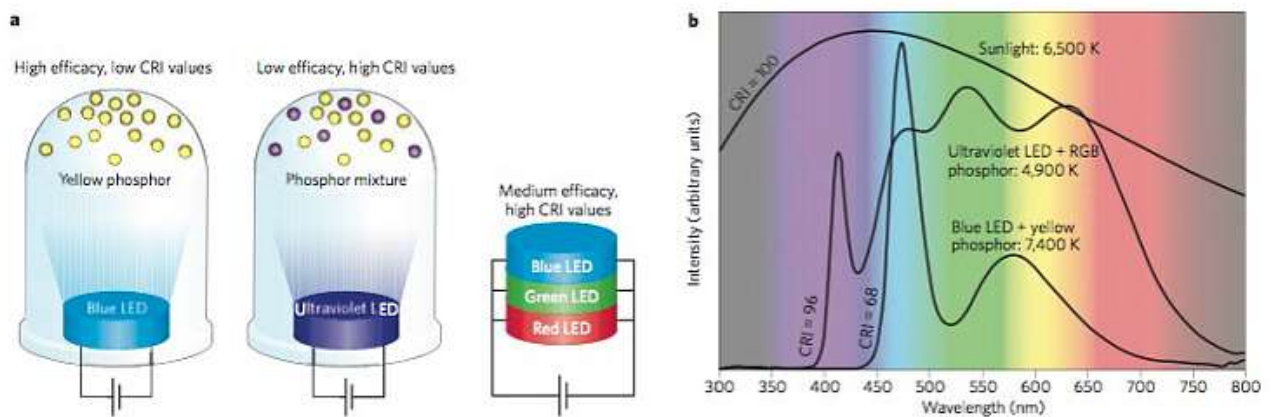 a
High efficacy, low CRI values
Yellow phosphor
Blue LED
Low efficacy, high CRI values
Phosphor mixture
Ultraviolet LED
Medium efficacy,
high CRI values
Blue LED
Green LED
Red LED
b
Intensity (arbitrary units)
CRI = 100
Sunlight: 6,500 K
Ultraviolet LED + RGB
phosphor: 4,900 K
Blue LED + yellow
phosphor: 7,400 K
CRI = 96
CRI = 68
300 350 400 450 500 550 600 650 700 750 800
Wavelength (nm)